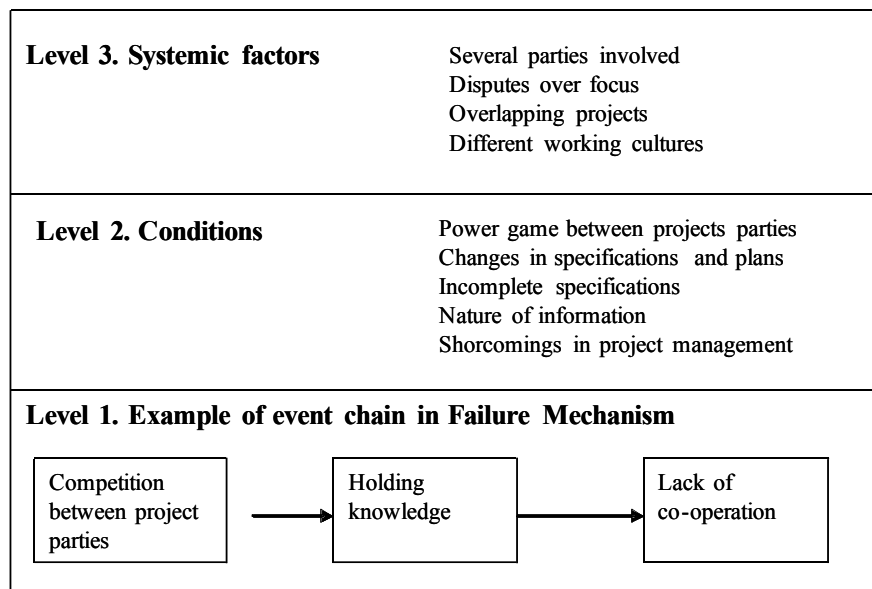 Level 3. Systemic factors
Several parties involved
Disputes over focus
Overlapping projects
Different working cultures
Level 2. Conditions
Power game between projects parties
Changes in specifications and plans
Incomplete specifications
Nature of information
Shorcomings in project management
Level 1. Example of event chain in Failure Mechanism
Competition
between project
parties
Holding
knowledge
Lack of
co-operation